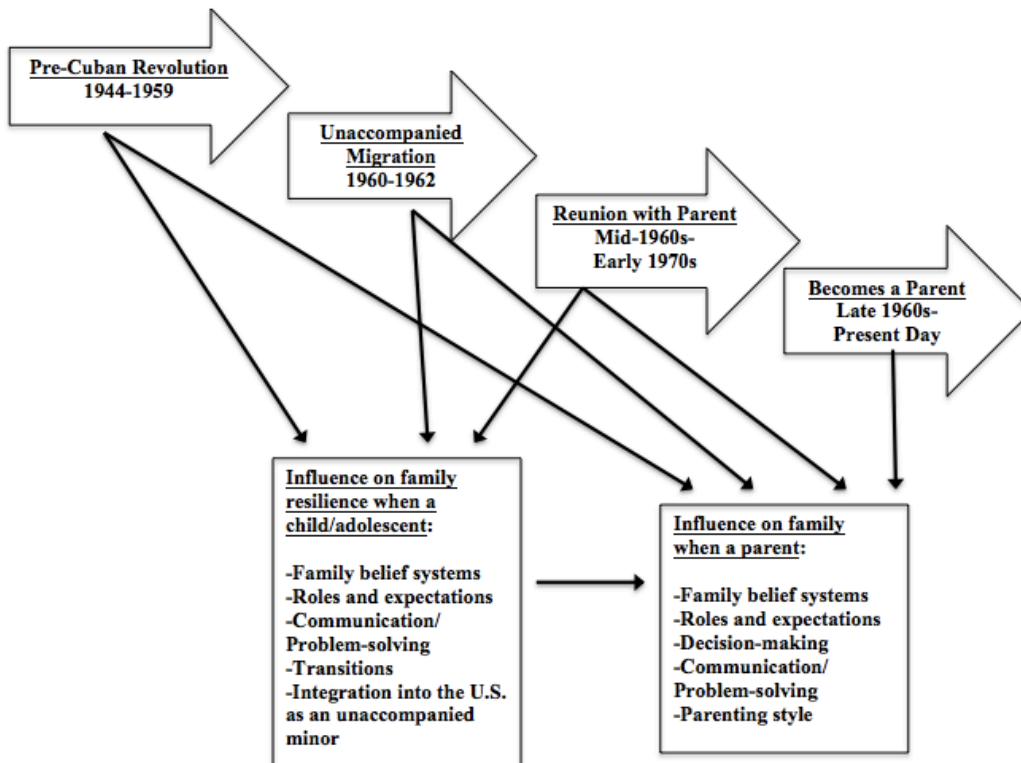 Pre-Cuban Revolution
1944-1959
Unaccompanied
Migration
1960-1962
Reunion with Parent
Mid-1960s-
Early 1970s
Becomes a Parent
Late 1960s-
Present Day
Influence on family
resilience when a
child/adolescent:
-Family belief systems
-Roles and expectations
-Communication/
Problem-solving
-Transitions
-Integration into the U.S.
as an unaccompanied
minor
Influence on family
when a parent:
-Family belief systems
-Roles and expectations
-Decision-making
-Communication/
Problem-solving
-Parenting style